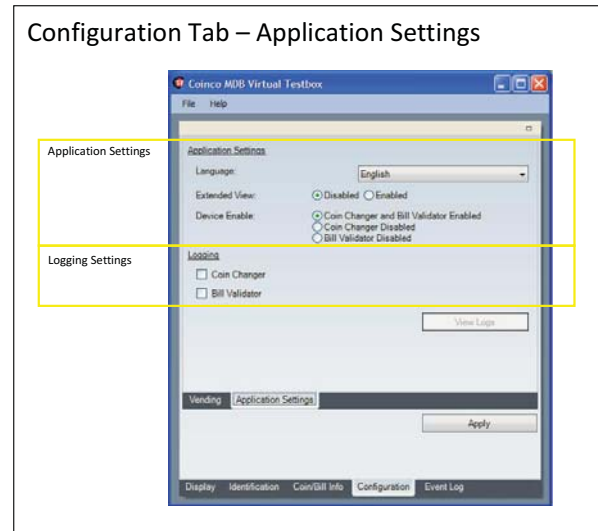 Configuration Tab – Application Settings
Coinco MDB Virtual Testbox
File Help
Application Settings
Application Settings
Language: English
Extended View: Disabled Enabled
Device Enable: Coin Changer and Bill Validator Enabled
Coin Changer Disabled
Bill Validator Disabled
Logging Settings
Logging
Coin Changer
Bill Validator
View Logs
Vending Application Settings
Apply
Display Identification Coin/Bill Info Configuration Event Log